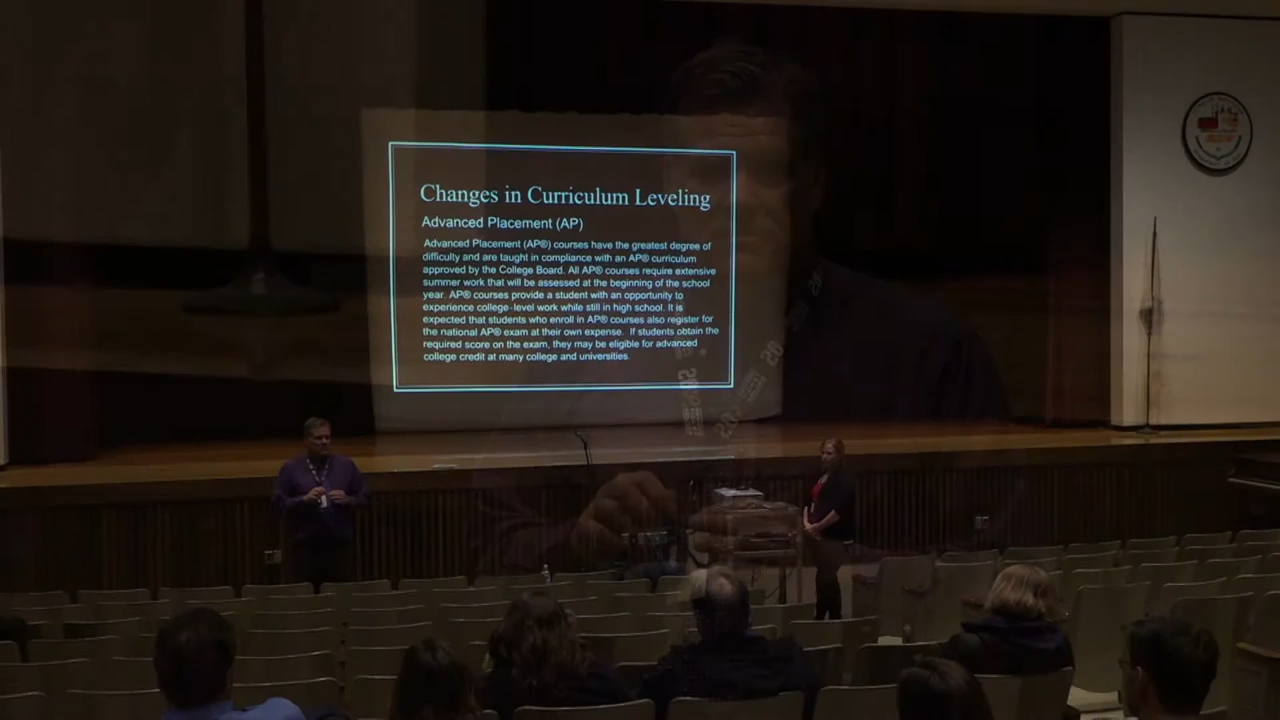 Changes in Curriculum Leveling
Advanced Placement (AP)
Advanced Placement (AP®) courses have the greatest degree of
difficulty and are taught in compliance with an AP® curriculum
approved by the College Board. All AP® courses require extensive
summer work that will be assessed at the beginning of the school
year. AP® courses provide a student with an opportunity to
experience college-level work while still in high school. It is
expected that students who enroll in AP® courses also register for
the national AP® exam at their own expense. If students obtain the
required score on the exam, they may be eligible for advanced
college credit at many college and universities.